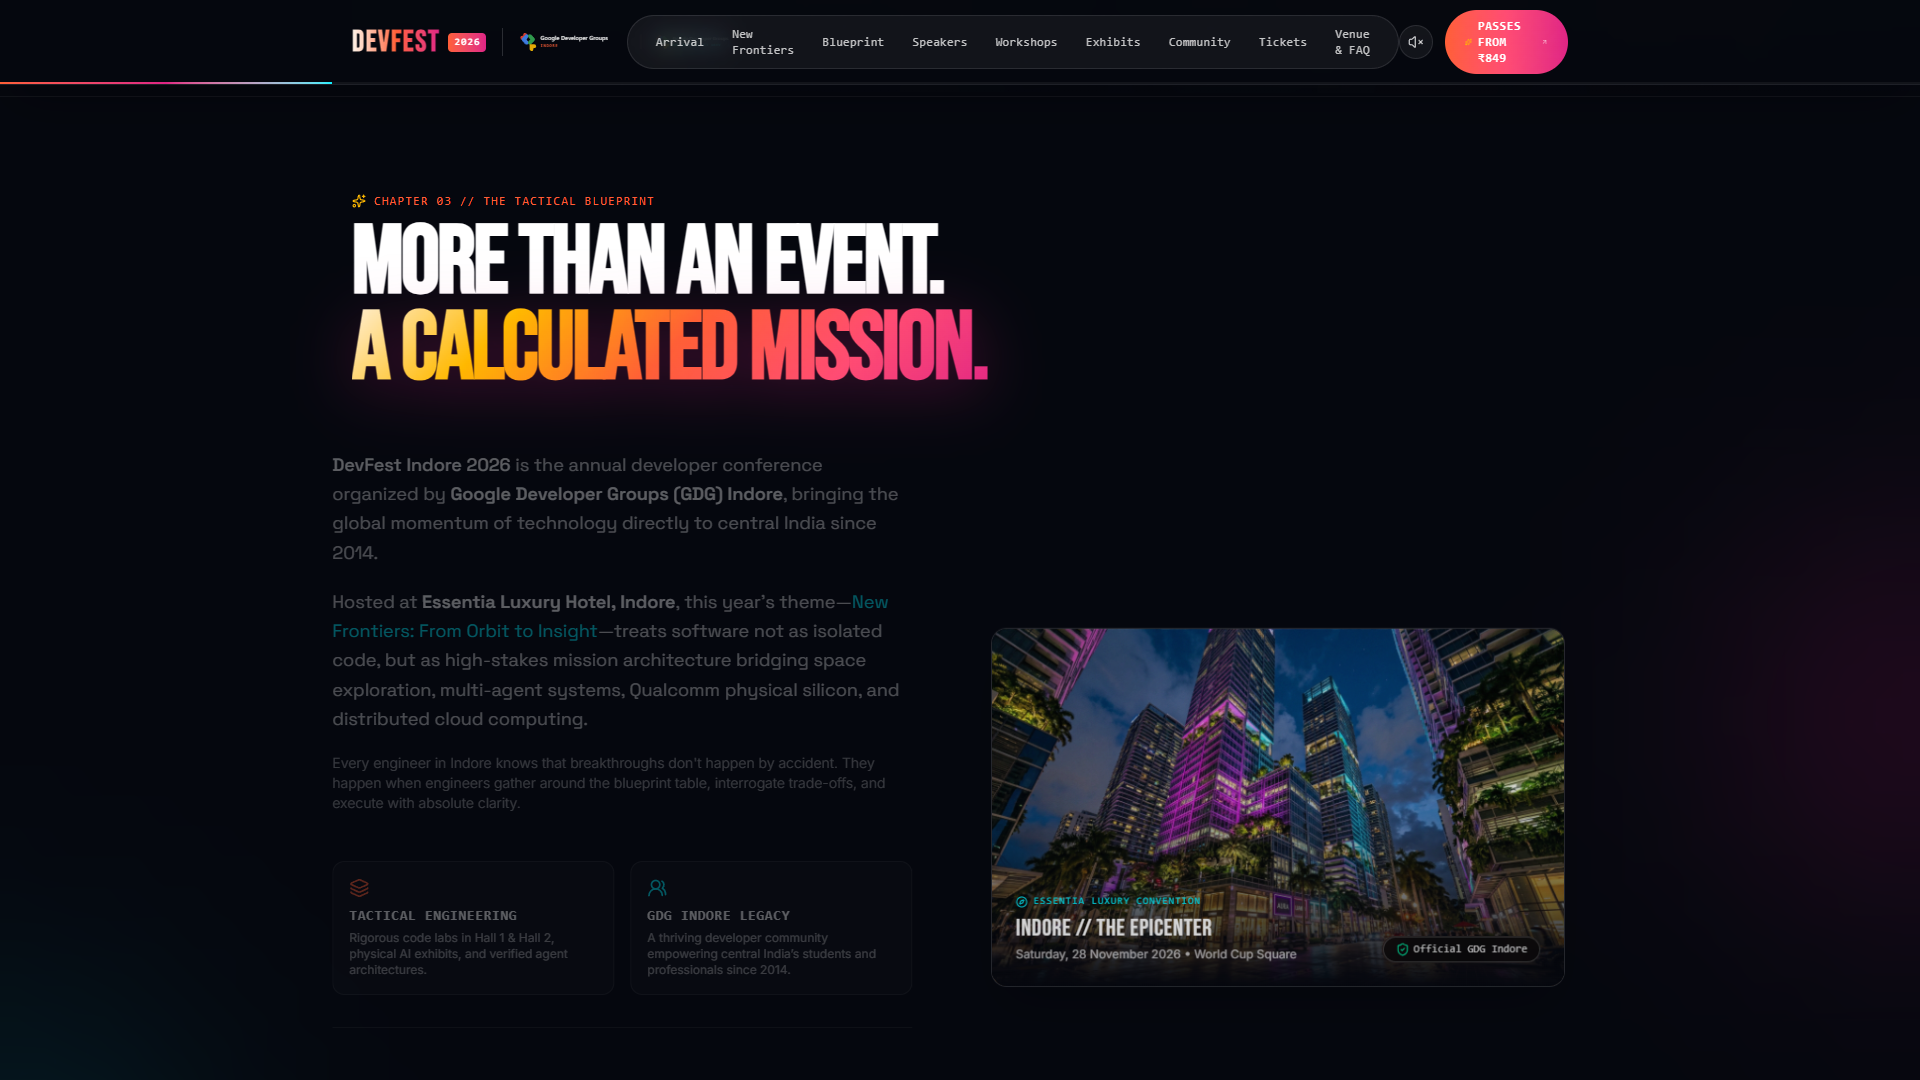 DEVFEST 2026
Google Developer Groups
INDORE
Arrival
New
Frontiers
Blueprint
Speakers
Workshops
Exhibits
Community
Tickets
Venue
& FAQ
PASSES
FROM
₹849
CHAPTER 03 // THE TACTICAL BLUEPRINT
MORE THAN AN EVENT.
A CALCULATED MISSION.
DevFest Indore 2026 is the annual developer conference
organized by Google Developer Groups (GDG) Indore, bringing the
global momentum of technology directly to central India since
2014.
Hosted at Essentia Luxury Hotel, Indore, this year's theme—New
Frontiers: From Orbit to Insight—treats software not as isolated
code, but as high-stakes mission architecture bridging space
exploration, multi-agent systems, Qualcomm physical silicon, and
distributed cloud computing.
Every engineer in Indore knows that breakthroughs don't happen by accident. They
happen when engineers gather around the blueprint table, interrogate trade-offs, and
execute with absolute clarity.
TACTICAL ENGINEERING
Rigorous code labs in Hall 1 & Hall 2,
physical AI exhibits, and verified agent
architectures.
GDG INDORE LEGACY
A thriving developer community
empowering central India's students and
professionals since 2014.
ESSENTIA LUXURY CONVENTION
INDORE // THE EPICENTER
Saturday, 28 November 2026 • World Cup Square
Official GDG Indore